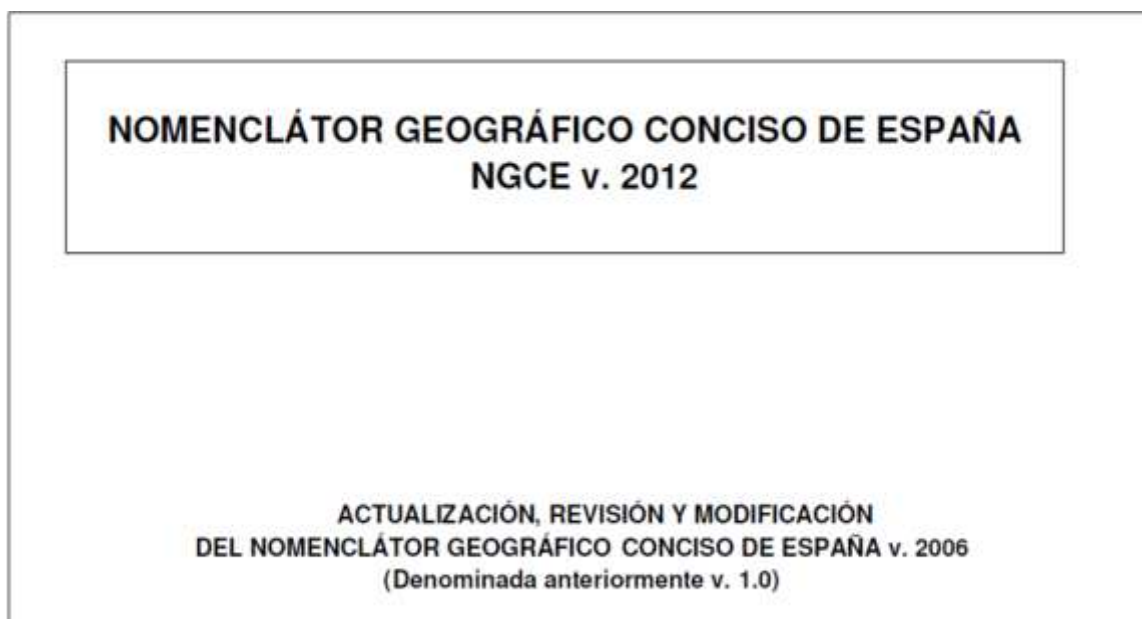 NOMENCLÁTOR GEOGRÁFICO CONCISO DE ESPAÑA
NGCE v. 2012
ACTUALIZACIÓN, REVISIÓN Y MODIFICACIÓN
DEL NOMENCLÁTOR GEOGRÁFICO CONCISO DE ESPAÑA v. 2006
(Denominada anteriormente v. 1.0)